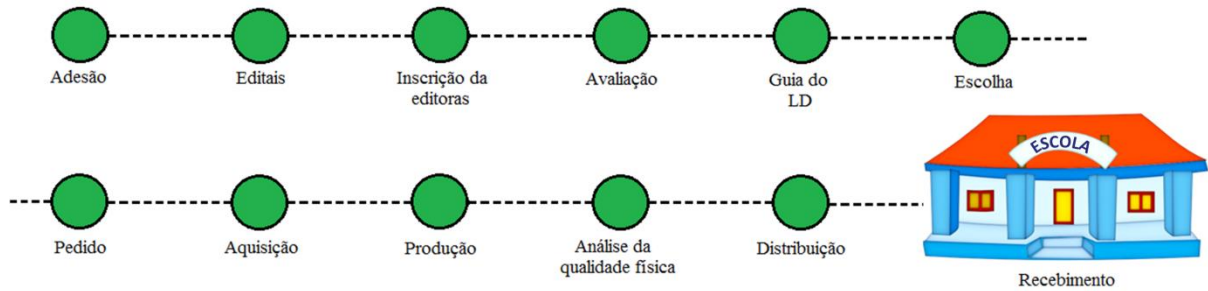 Adesão
Editais
Inscrição da
editoras
Avaliação
Guia do
LD
Escolha
ESCOLA
Pedido
Aquisição
Produção
Análise da
qualidade física
Distribuição
Recebimento